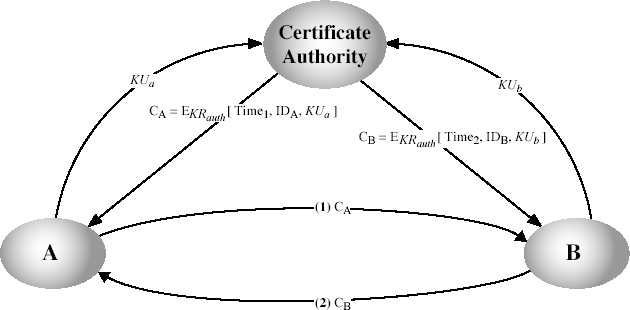 Certificate
Authority
KUa
KUb
CA = EKRauth[ Time1, IDA, KUa ]
CB = EKRauth[ Time2, IDB, KUb ]
(1) CA
A
B
(2) CB